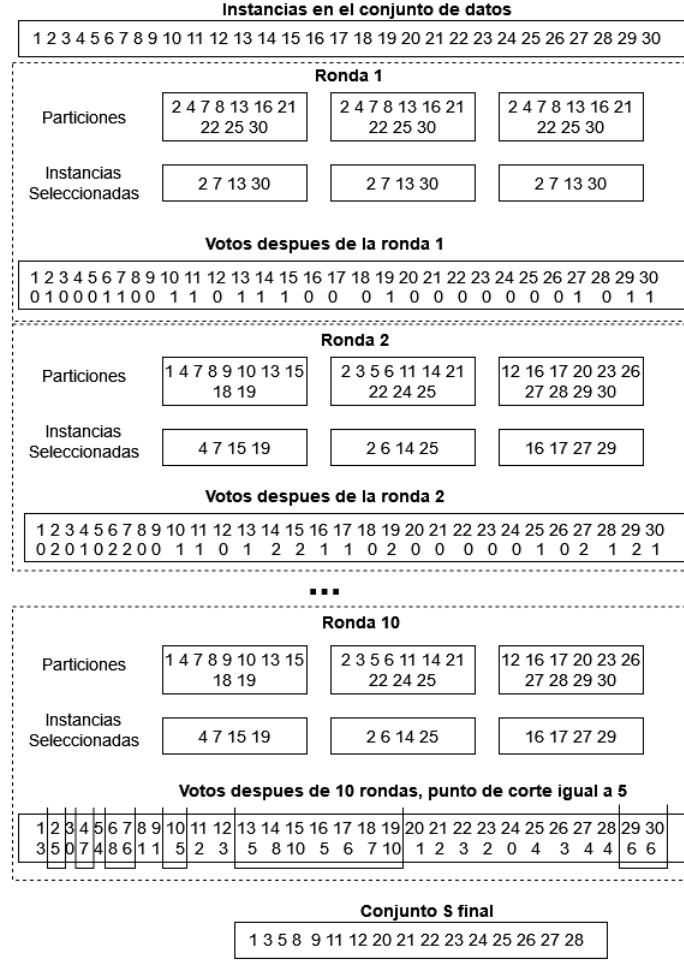 Instancias en el conjunto de datos
1 2 3 4 5 6 7 8 9 10 11 12 13 14 15 16 17 18 19 20 21 22 23 24 25 26 27 28 29 30
Ronda 1
Particiones
2 4 7 8 13 16 21
22 25 30
2 4 7 8 13 16 21
22 25 30
2 4 7 8 13 16 21
22 25 30
Instancias
Seleccionadas
2 7 13 30
2 7 13 30
2 7 13 30
Votos despues de la ronda 1
1 2 3 4 5 6 7 8 9 10 11 12 13 14 15 16 17 18 19 20 21 22 23 24 25 26 27 28 29 30
0 1 0 0 0 1 1 0 0 1 1 0 1 1 1 0 0 0 1 0 0 0 0 0 0 0 1 0 1 1
Ronda 2
Particiones
1 4 7 8 9 10 13 15
18 19
2 3 5 6 11 14 21
22 24 25
12 16 17 20 23 26
27 28 29 30
Instancias
Seleccionadas
4 7 15 19
2 6 14 25
16 17 27 29
Votos despues de la ronda 2
1 2 3 4 5 6 7 8 9 10 11 12 13 14 15 16 17 18 19 20 21 22 23 24 25 26 27 28 29 30
0 2 0 1 0 2 2 0 0 1 1 0 1 2 2 1 1 0 2 0 0 0 0 0 1 0 2 1 2 1
...
Ronda 10
Particiones
1 4 7 8 9 10 13 15
18 19
2 3 5 6 11 14 21
22 24 25
12 16 17 20 23 26
27 28 29 30
Instancias
Seleccionadas
4 7 15 19
2 6 14 25
16 17 27 29
Votos despues de 10 rondas, punto de corte igual a 5
1 2 3 4 5 6 7 8 9 10 11 12 13 14 15 16 17 18 19 20 21 22 23 24 25 26 27 28 29 30
3 5 0 7 4 8 6 1 1 5 2 3 5 8 10 5 6 7 10 1 2 3 2 0 4 3 4 4 6 6
Conjunto S final
1 3 5 8 9 11 12 20 21 22 23 24 25 26 27 28